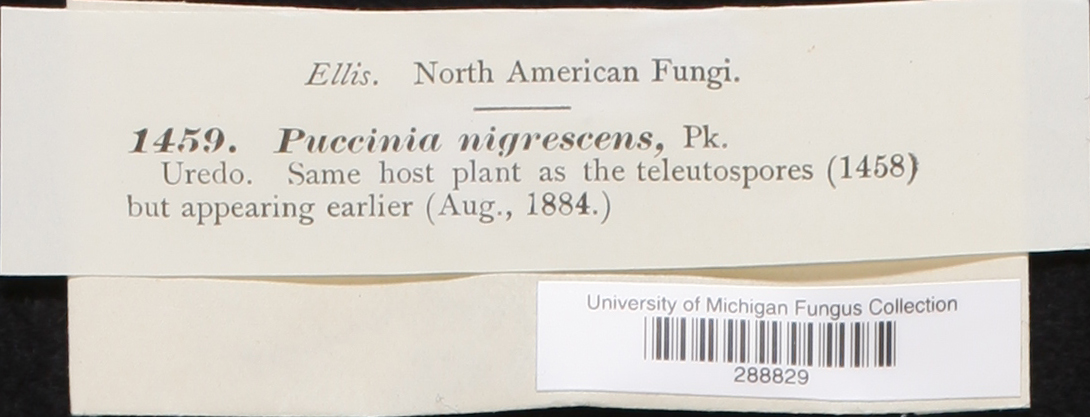 Ellis. North American Fungi.
1459. Puccinia nigrescens, Pk.
Uredo. Same host plant as the teleutospores (1458)
but appearing earlier (Aug., 1884.)
University of Michigan Fungus Collection
288829